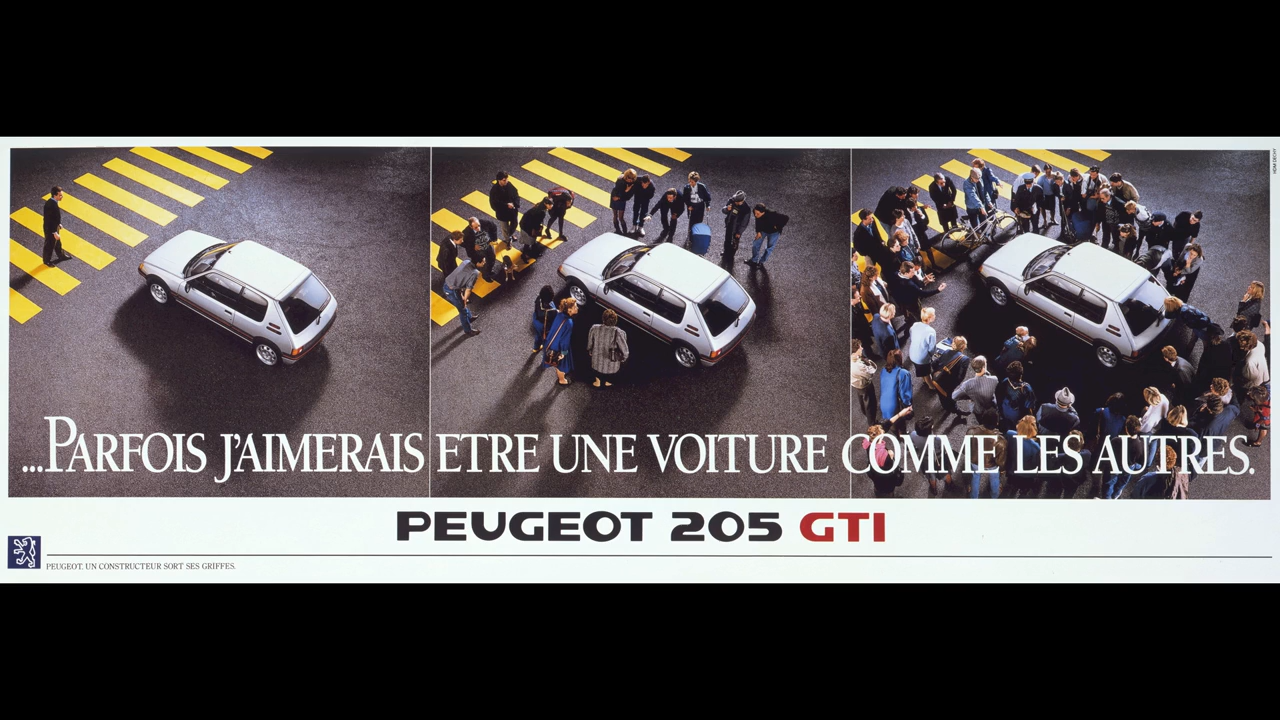 ...PARFOIS J'AIMERAIS ETRE UNE VOITURE COMME LES AUTRES.
PEUGEOT 205 GTI
PEUGEOT. UN CONSTRUCTEUR SORT SES GRIFFES.